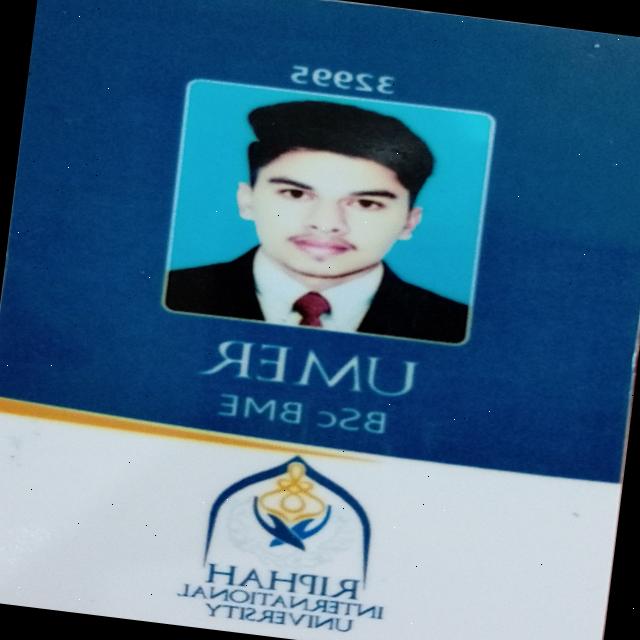 32995
UMER
BSc BME
RIPHAH
INTERNATIONAL
UNIVERSITY